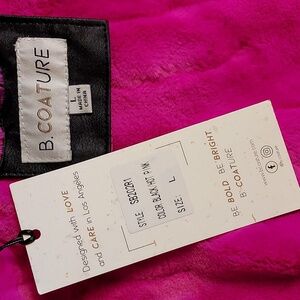 B.COATURE
L
MADE IN
CHINA
Designed with LOVE
and CARE in Los Angeles
STYLE:
COLOR: BLACK/HOT PINK
SIZE: L
BE BOLD BE BRIGHT
B. COATURE